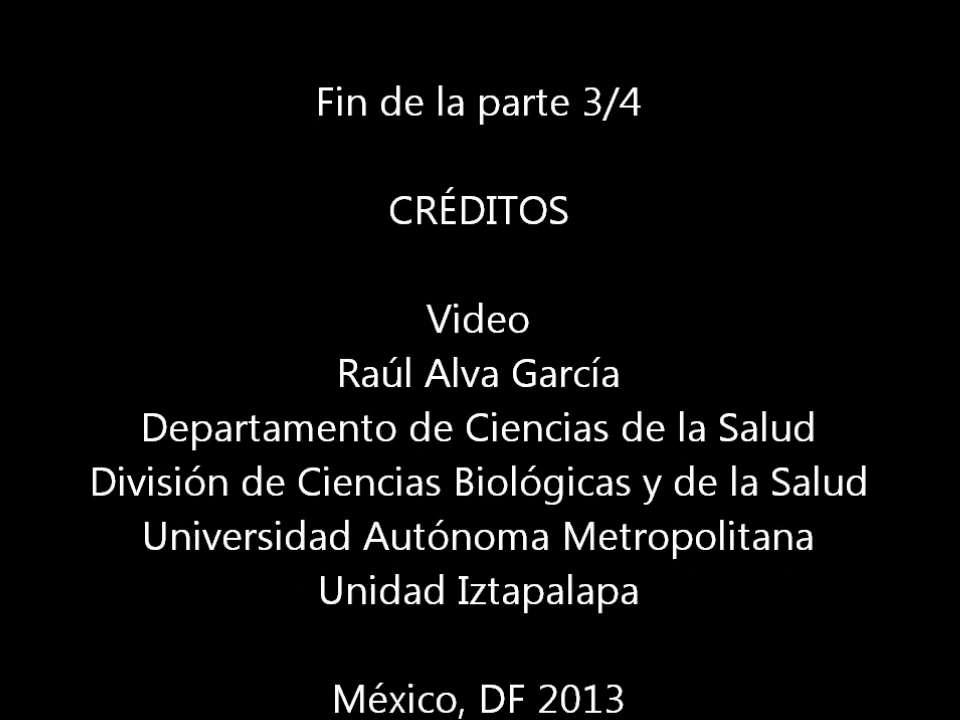 Fin de la parte 3/4
CRÉDITOS
Video
Raúl Alva García
Departamento de Ciencias de la Salud
División de Ciencias Biológicas y de la Salud
Universidad Autónoma Metropolitana
Unidad Iztapalapa
México, DF 2013